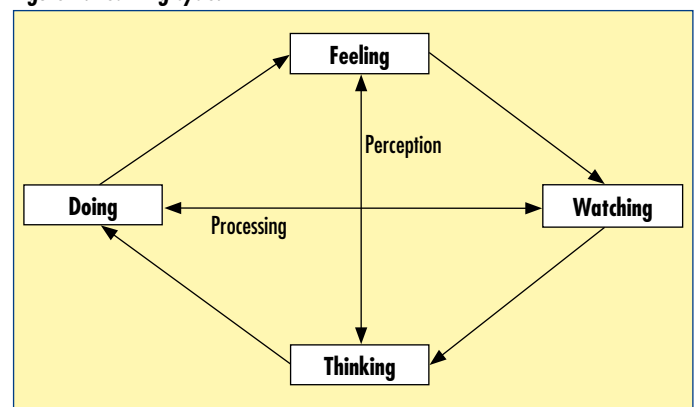 Feeling
Perception
Doing
Watching
Processing
Thinking